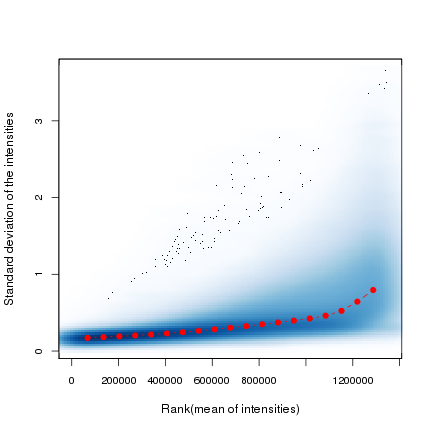 Standard deviation of the intensities
3
2
1
0
0 200000 400000 600000 800000 1200000
Rank(mean of intensities)